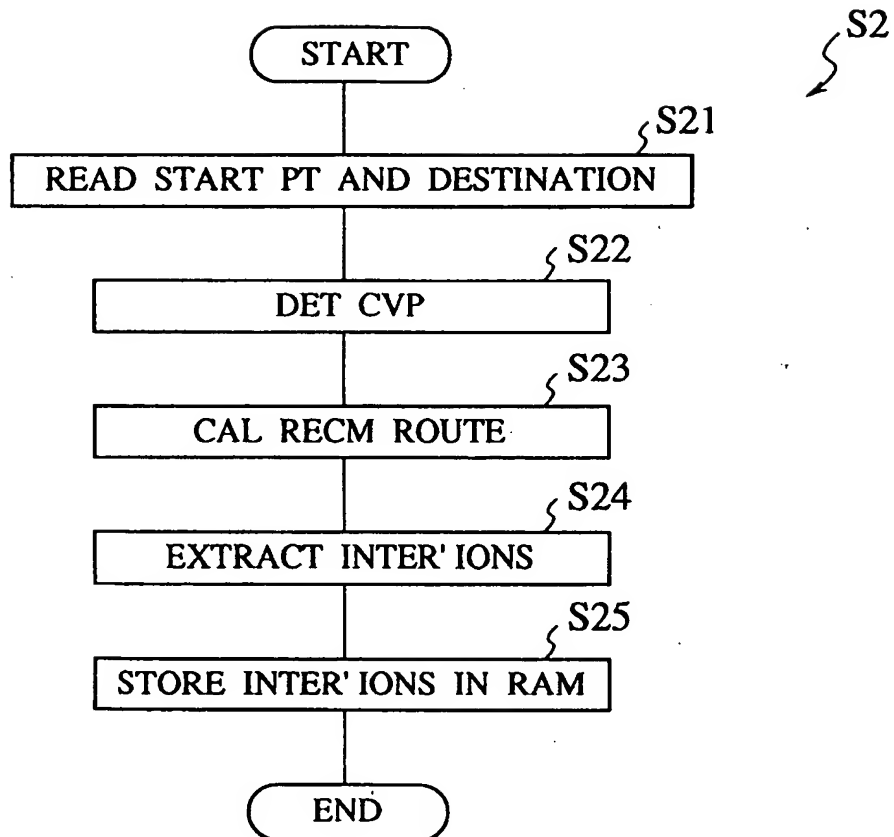 S2
START
S21
READ START PT AND DESTINATION
S22
DET CVP
S23
CAL RECM ROUTE
S24
EXTRACT INTER'IONS
S25
STORE INTER'IONS IN RAM
END